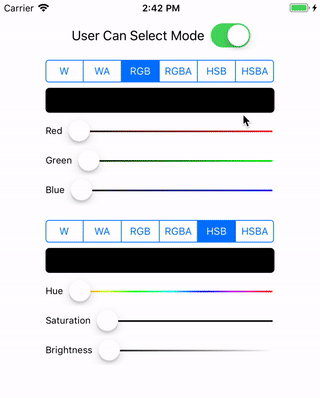 Carrier 2:42 PM
User Can Select Mode
W WA RGB RGBA HSB HSBA
Red
Green
Blue
W WA RGB RGBA HSB HSBA
Hue
Saturation
Brightness